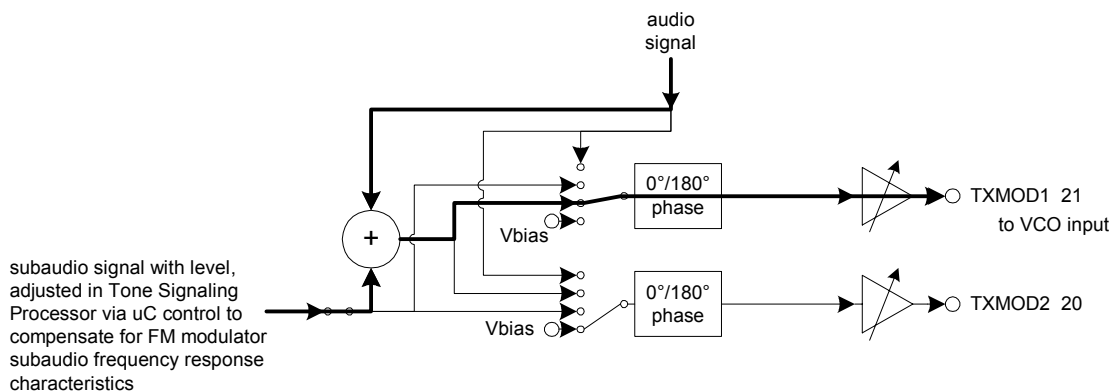 audio
signal
0°/180°
phase
TXMOD1 21
to VCO input
+
Vbias
subaudio signal with level,
adjusted in Tone Signaling
Processor via uC control to
compensate for FM modulator
subaudio frequency response
characteristics
0°/180°
phase
TXMOD2 20
Vbias